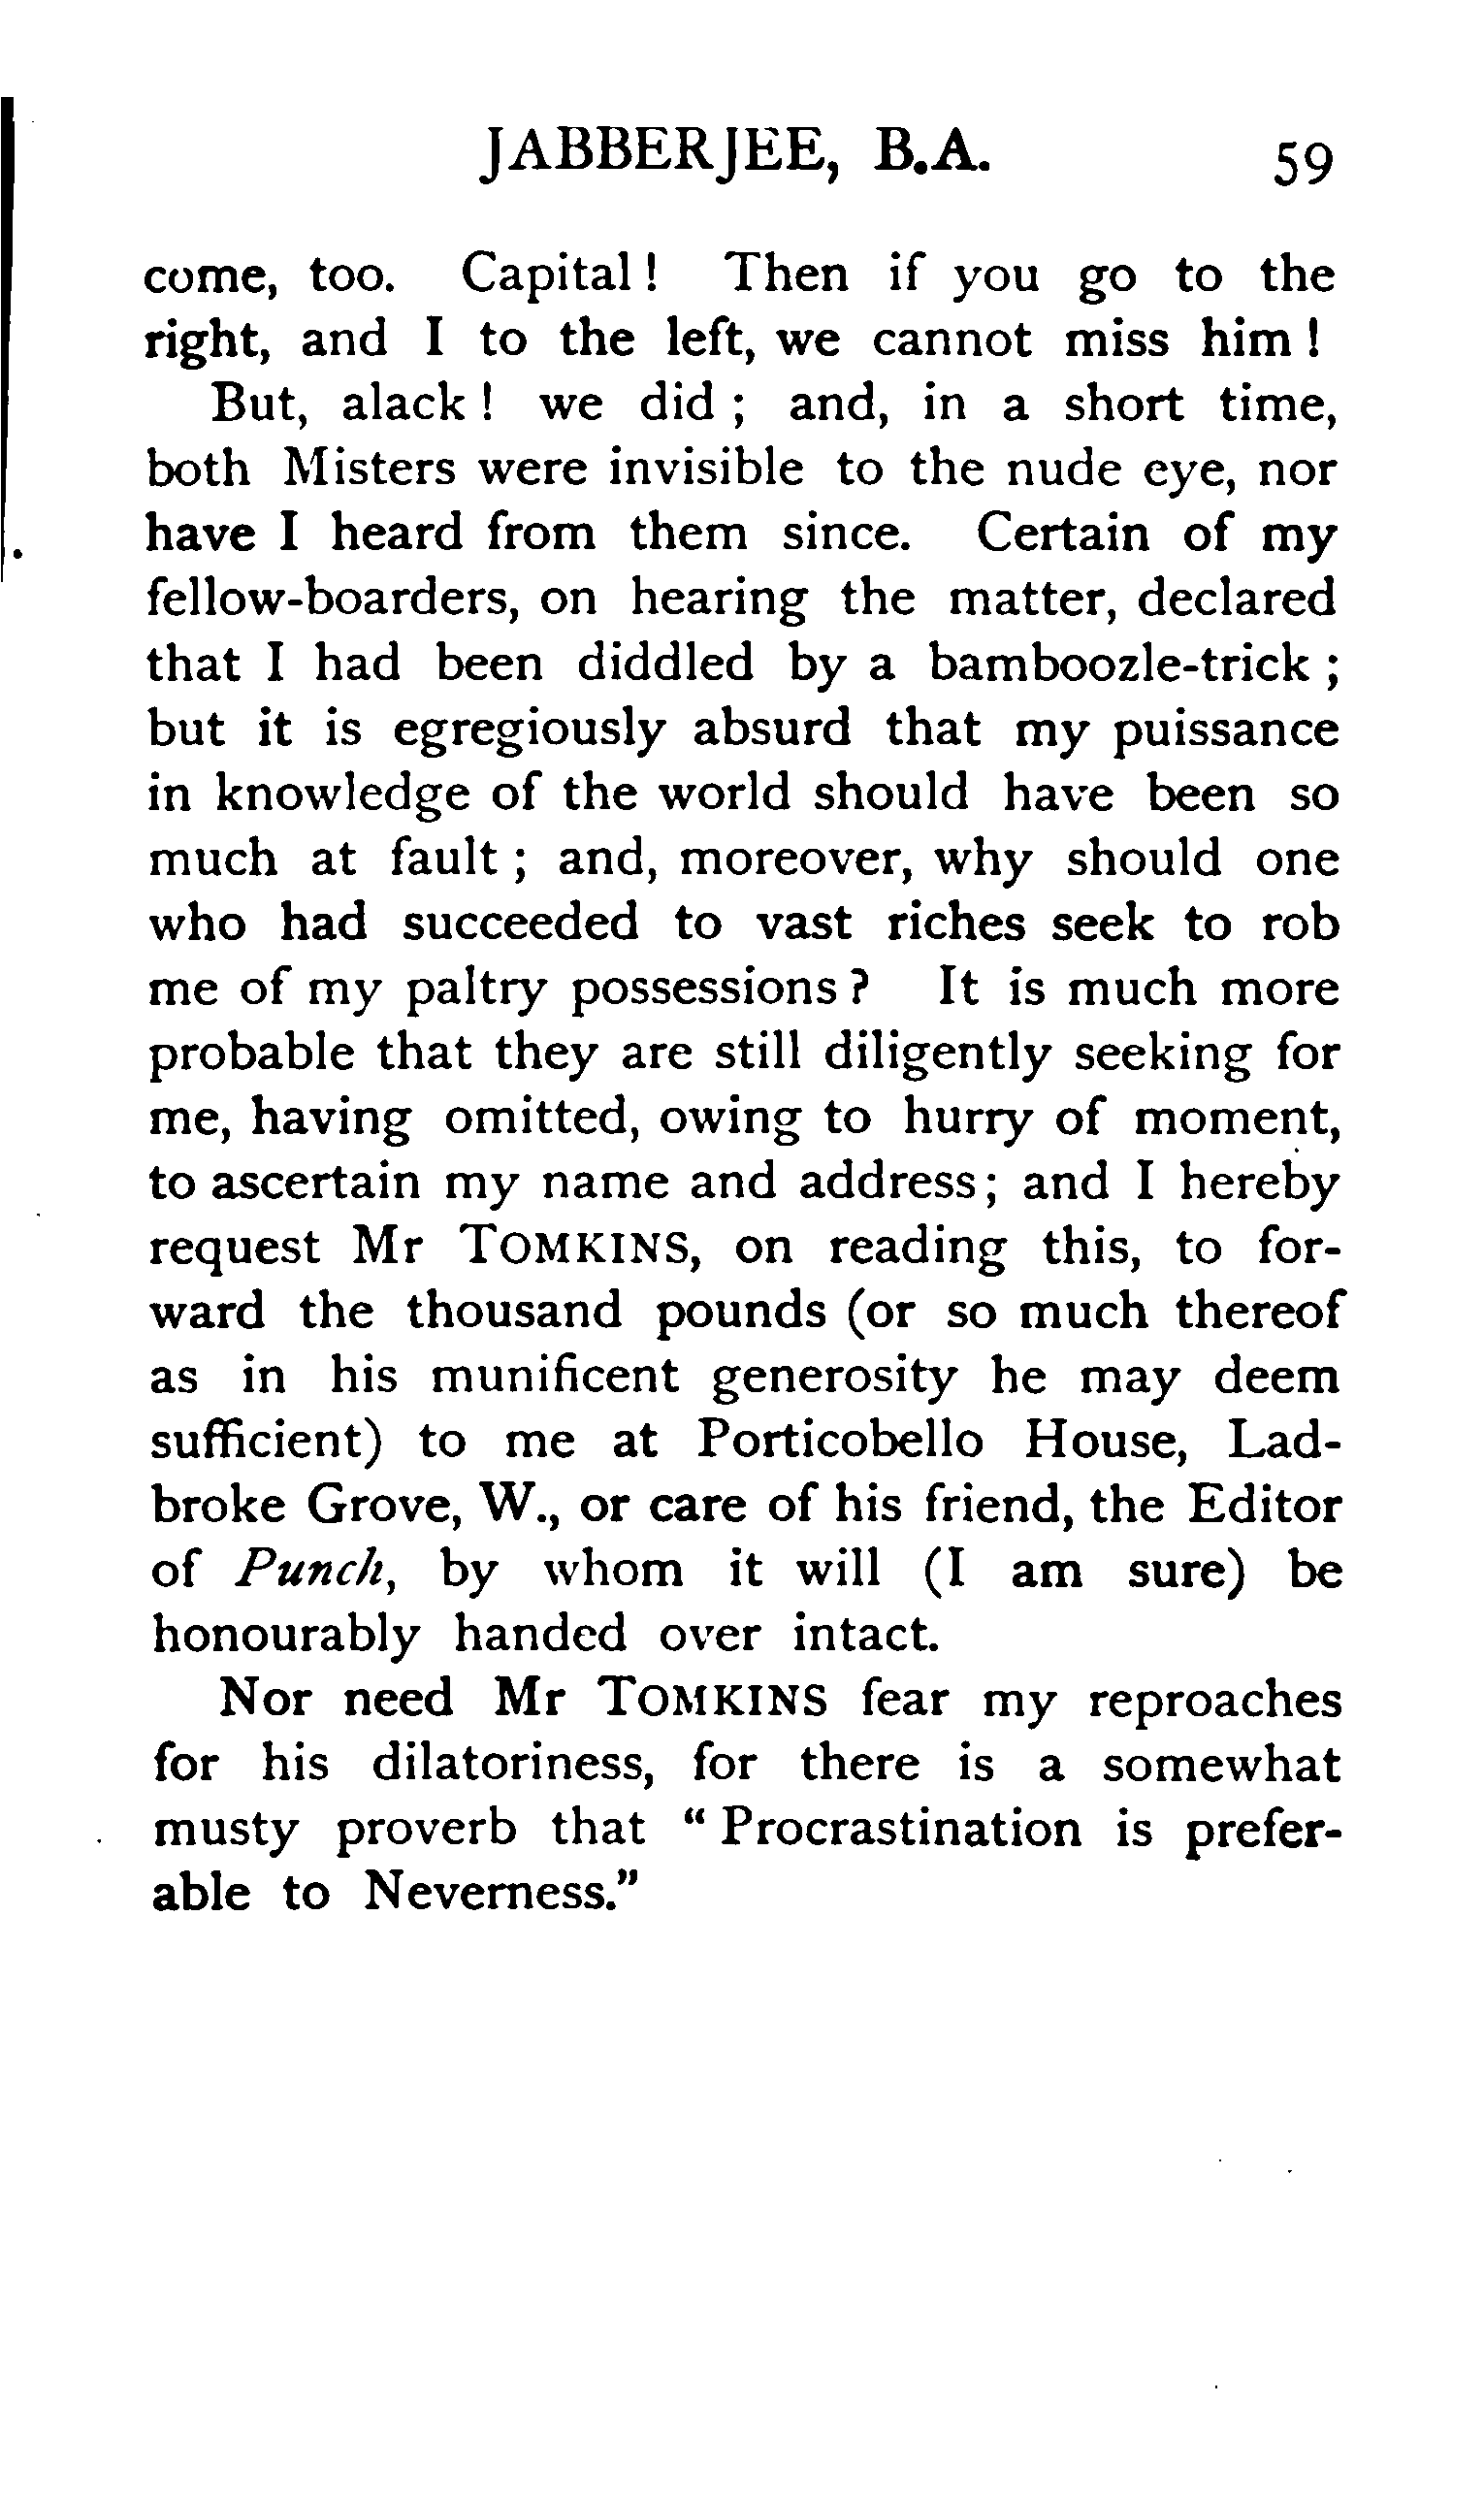 JABBERJEE, B.A. 59
come, too. Capital! Then if you go to the
right, and I to the left, we cannot miss him!
But, alack! we did; and, in a short time,
both Misters were invisible to the nude eye, nor
have I heard from them since. Certain of my
fellow-boarders, on hearing the matter, declared
that I had been diddled by a bamboozle-trick;
but it is egregiously absurd that my puissance
in knowledge of the world should have been so
much at fault; and, moreover, why should one
who had succeeded to vast riches seek to rob
me of my paltry possessions? It is much more
probable that they are still diligently seeking for
me, having omitted, owing to hurry of moment,
to ascertain my name and address; and I hereby
request Mr TOMKINS, on reading this, to for-
ward the thousand pounds (or so much thereof
as in his munificent generosity he may deem
sufficient) to me at Porticobello House, Lad-
broke Grove, W., or care of his friend, the Editor
of Punch, by whom it will (I am sure) be
honourably handed over intact.
Nor need Mr TOMKINS fear my reproaches
for his dilatoriness, for there is a somewhat
musty proverb that "Procrastination is prefer-
able to Neverness."